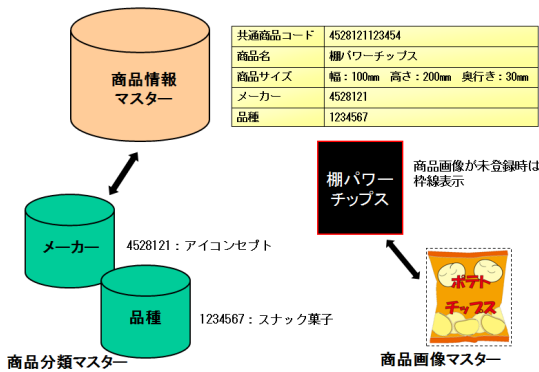 商品情報
マスター
共通商品コード 4528121123454
商品名 棚パワーチップス
商品サイズ 幅：100mm 高さ：200mm 奥行き：30mm
メーカー 4528121
品種 1234567
棚パワー
チップス
商品画像が未登録時は
枠線表示
メーカー
4528121：アイコンセプト
品種
1234567：スナック菓子
商品分類マスター
ポテト
チップス
商品画像マスター